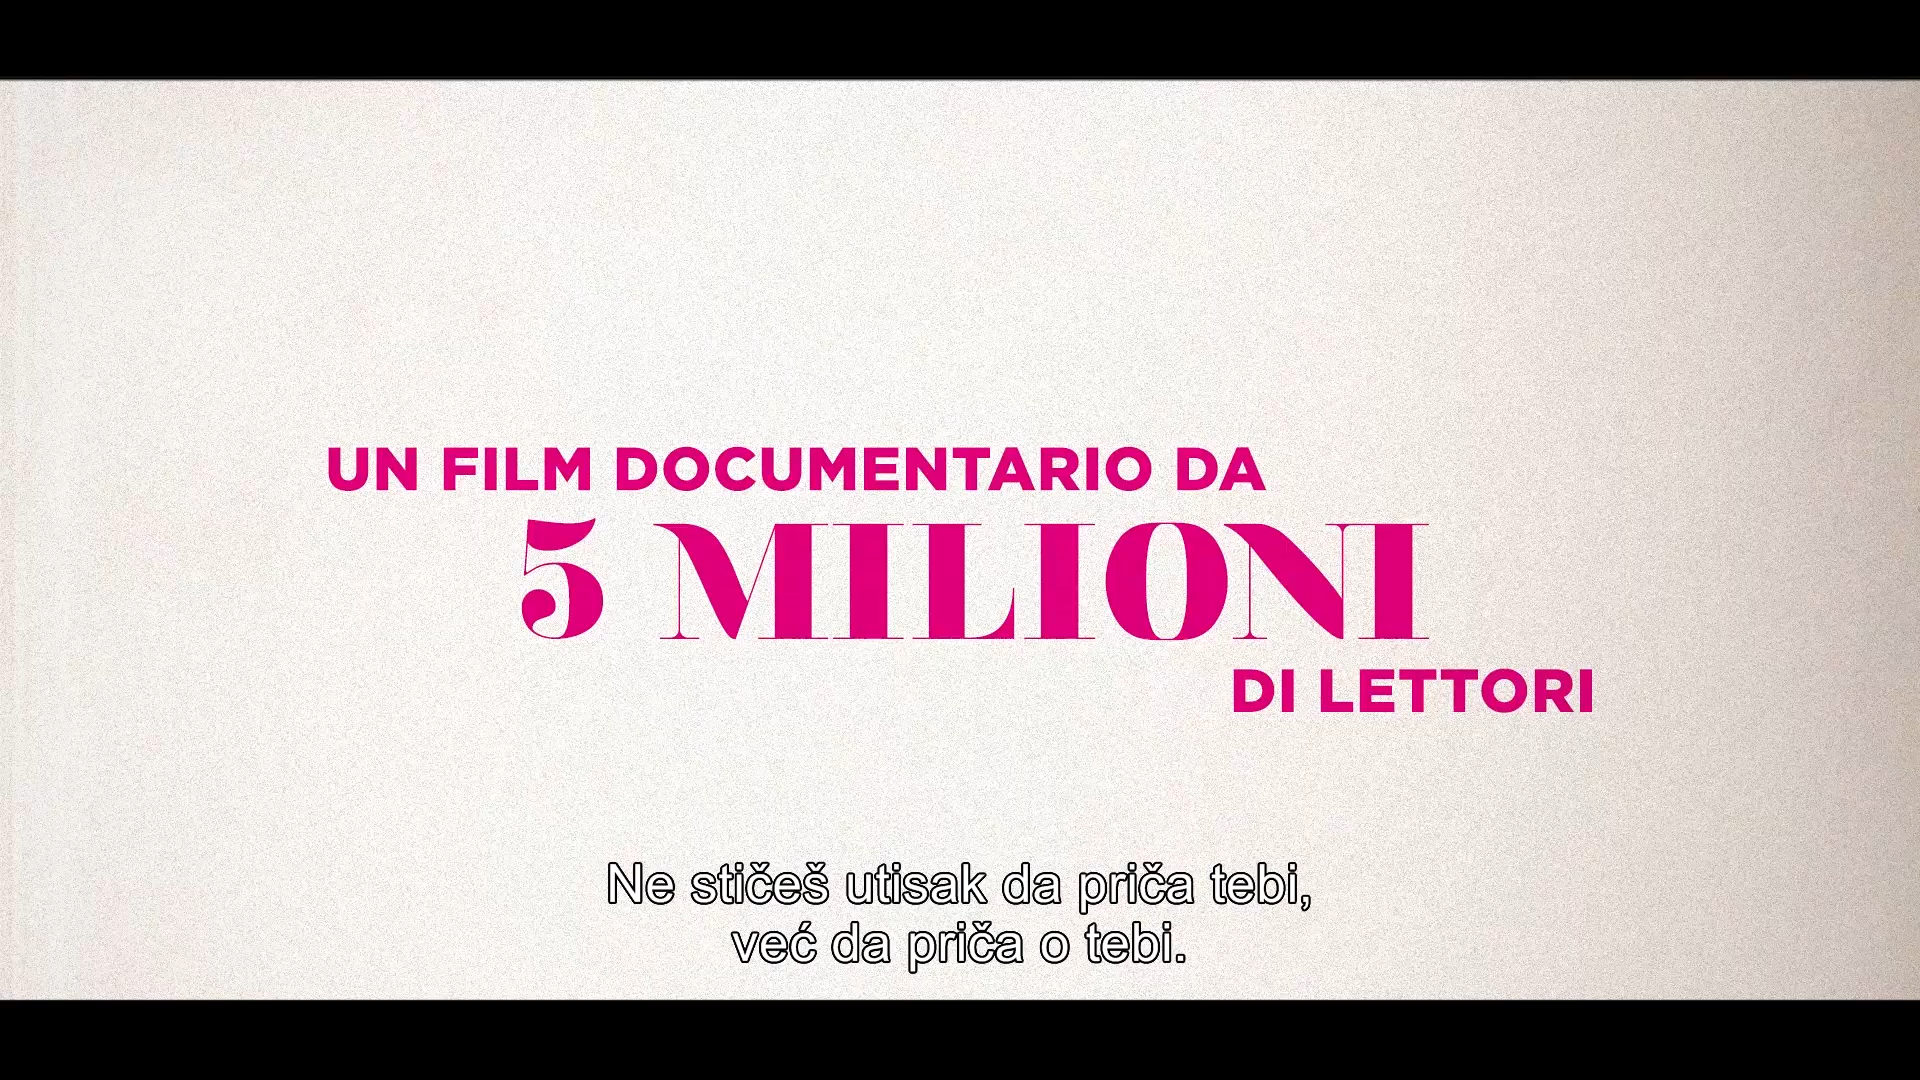 UN FILM DOCUMENTARIO DA
5 MILIONI
DI LETTORI
Ne stičeš utisak da priča tebi,
već da priča o tebi.